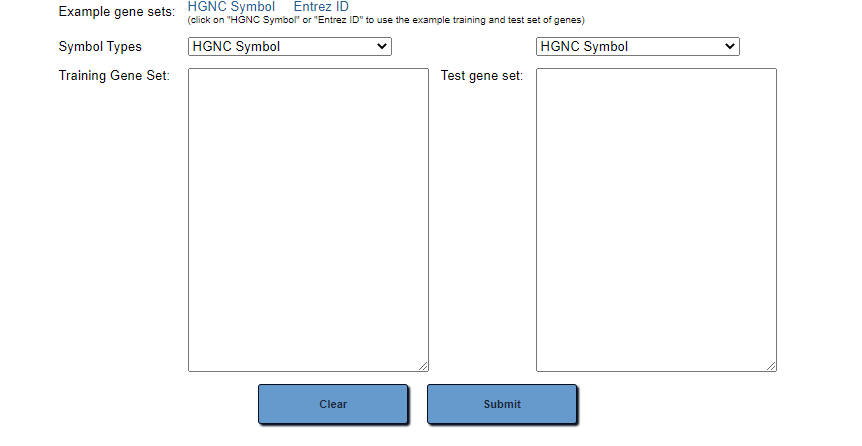 Example gene sets: HGNC Symbol Entrez ID
(click on "HGNC Symbol" or "Entrez ID" to use the example training and test set of genes)
Symbol Types HGNC Symbol HGNC Symbol
Training Gene Set: Test gene set:
Clear Submit